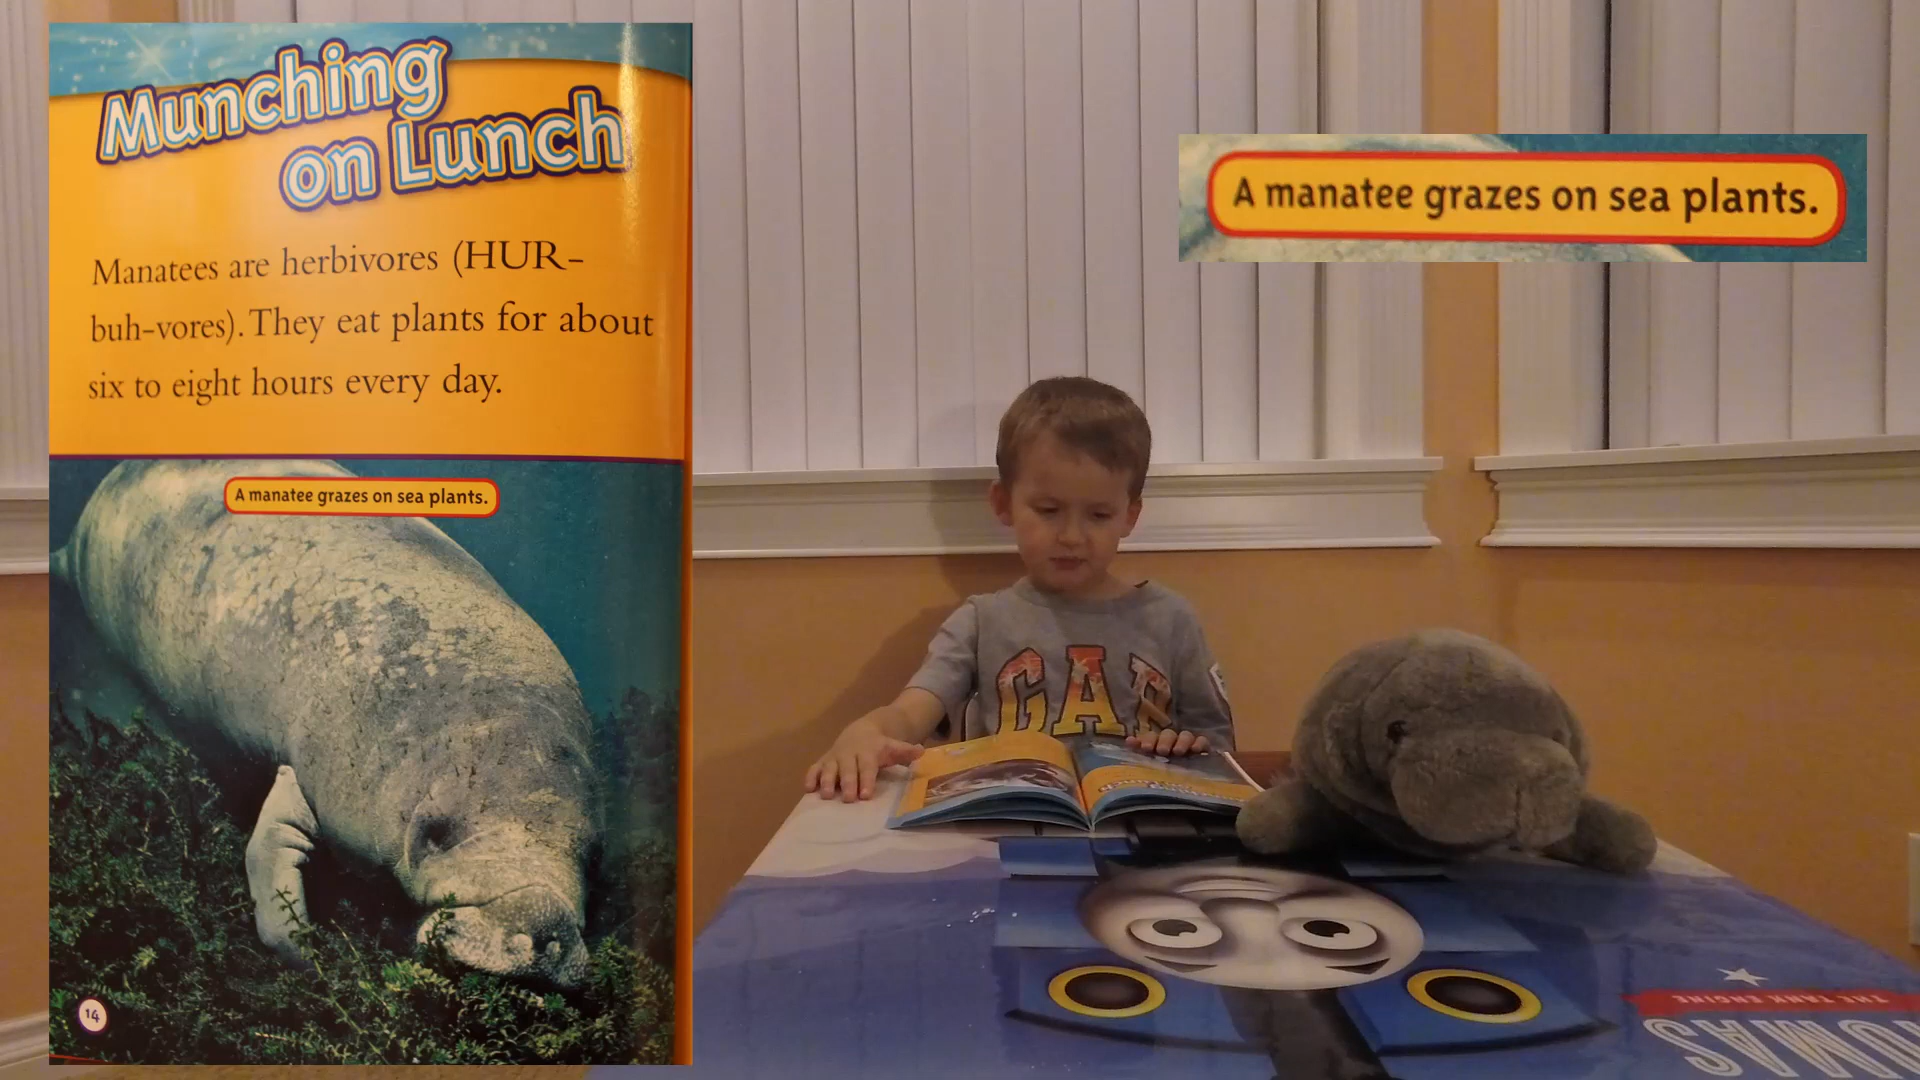 Munching
on Lunch
Manatees are herbivores (HUR-
buh-vores). They eat plants for about
six to eight hours every day.
A manatee grazes on sea plants.
14
A manatee grazes on sea plants.
GAP
THE TANK ENGINE